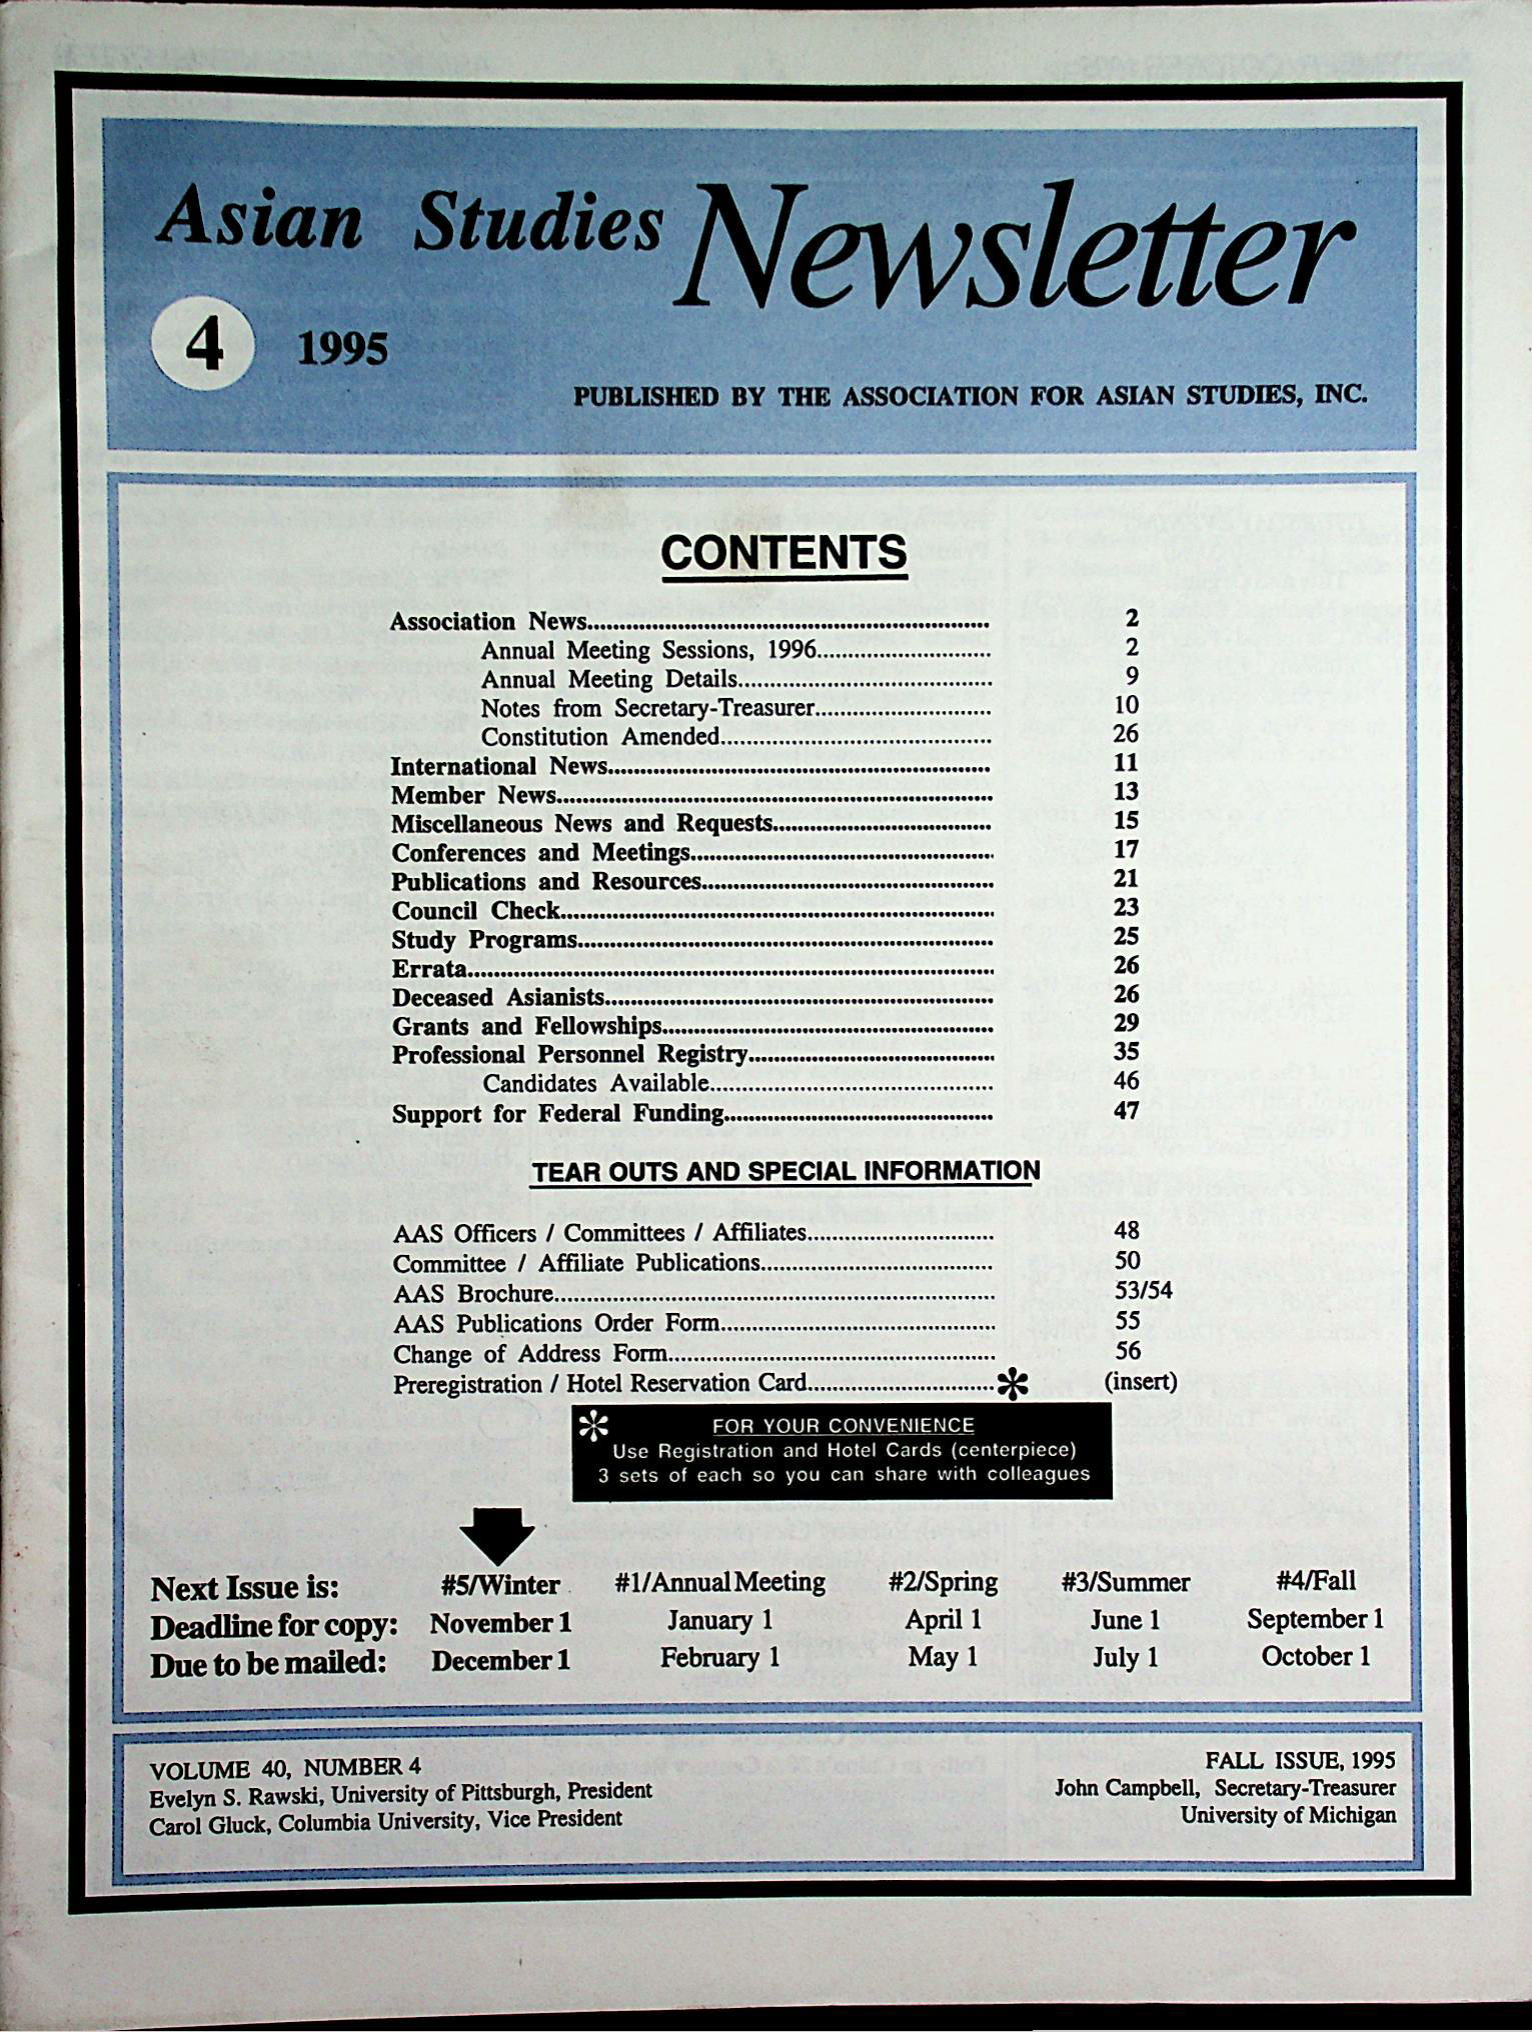 Asian Studies Newsletter
4 1995
PUBLISHED BY THE ASSOCIATION FOR ASIAN STUDIES, INC.
CONTENTS
Association News 2
Annual Meeting Sessions, 1996 2
Annual Meeting Details 9
Notes from Secretary-Treasurer 10
Constitution Amended 26
International News 11
Member News 13
Miscellaneous News and Requests 15
Conferences and Meetings 17
Publications and Resources 21
Council Check 23
Study Programs 25
Errata 26
Deceased Asianists 26
Grants and Fellowships 29
Professional Personnel Registry 35
Candidates Available 46
Support for Federal Funding 47
TEAR OUTS AND SPECIAL INFORMATION
AAS Officers / Committees / Affiliates 48
Committee / Affiliate Publications 50
AAS Brochure 53/54
AAS Publications Order Form 55
Change of Address Form 56
Preregistration / Hotel Reservation Card ✻ (insert)
✻ FOR YOUR CONVENIENCE
Use Registration and Hotel Cards (centerpiece)
3 sets of each so you can share with colleagues
Next Issue is: #5/Winter #1/Annual Meeting #2/Spring #3/Summer #4/Fall
Deadline for copy: November 1 January 1 April 1 June 1 September 1
Due to be mailed: December 1 February 1 May 1 July 1 October 1
VOLUME 40, NUMBER 4
Evelyn S. Rawski, University of Pittsburgh, President
Carol Gluck, Columbia University, Vice President
FALL ISSUE, 1995
John Campbell, Secretary-Treasurer
University of Michigan